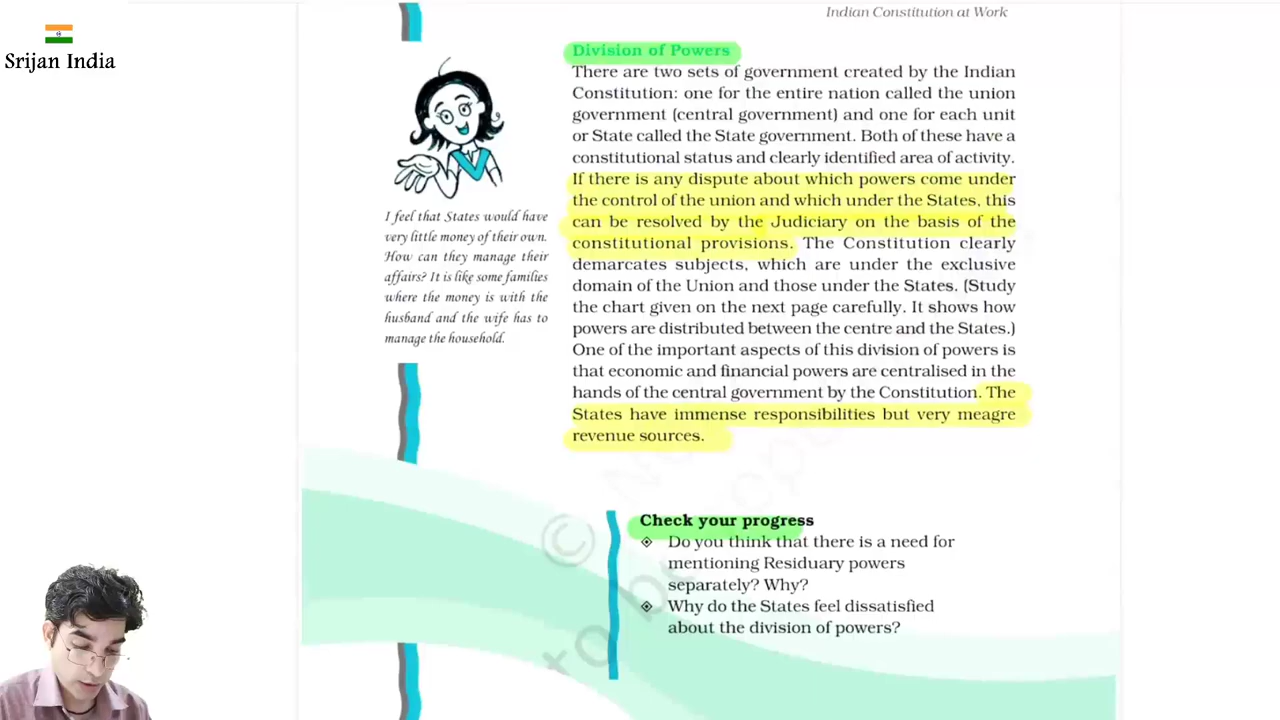 Srijan India
Indian Constitution at Work
Division of Powers
There are two sets of government created by the Indian
Constitution: one for the entire nation called the union
government (central government) and one for each unit
or State called the State government. Both of these have a
constitutional status and clearly identified area of activity.
If there is any dispute about which powers come under
the control of the union and which under the States, this
can be resolved by the Judiciary on the basis of the
constitutional provisions. The Constitution clearly
demarcates subjects, which are under the exclusive
domain of the Union and those under the States. (Study
the chart given on the next page carefully. It shows how
powers are distributed between the centre and the States.)
One of the important aspects of this division of powers is
that economic and financial powers are centralised in the
hands of the central government by the Constitution. The
States have immense responsibilities but very meagre
revenue sources.
I feel that States would have
very little money of their own.
How can they manage their
affairs? It is like some families
where the money is with the
husband and the wife has to
manage the household.
Check your progress
Do you think that there is a need for
mentioning Residuary powers
separately? Why?
Why do the States feel dissatisfied
about the division of powers?